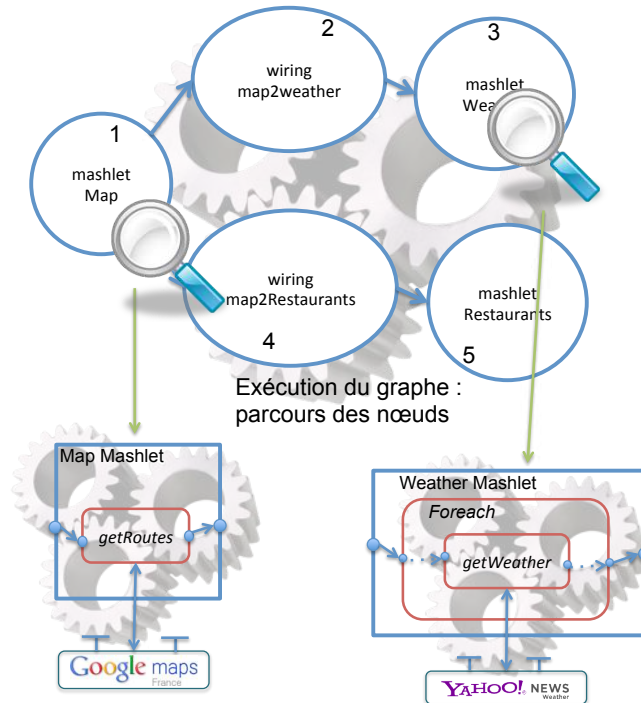 1
mashlet
Map
2
wiring
map2weather
3
mashlet
Wea
4
wiring
map2Restaurants
5
mashlet
Restaurants
Exécution du graphe :
parcours des nœuds
Map Mashlet
getRoutes
Google maps
France
Weather Mashlet
Foreach
getWeather
YAHOO! NEWS
Weather